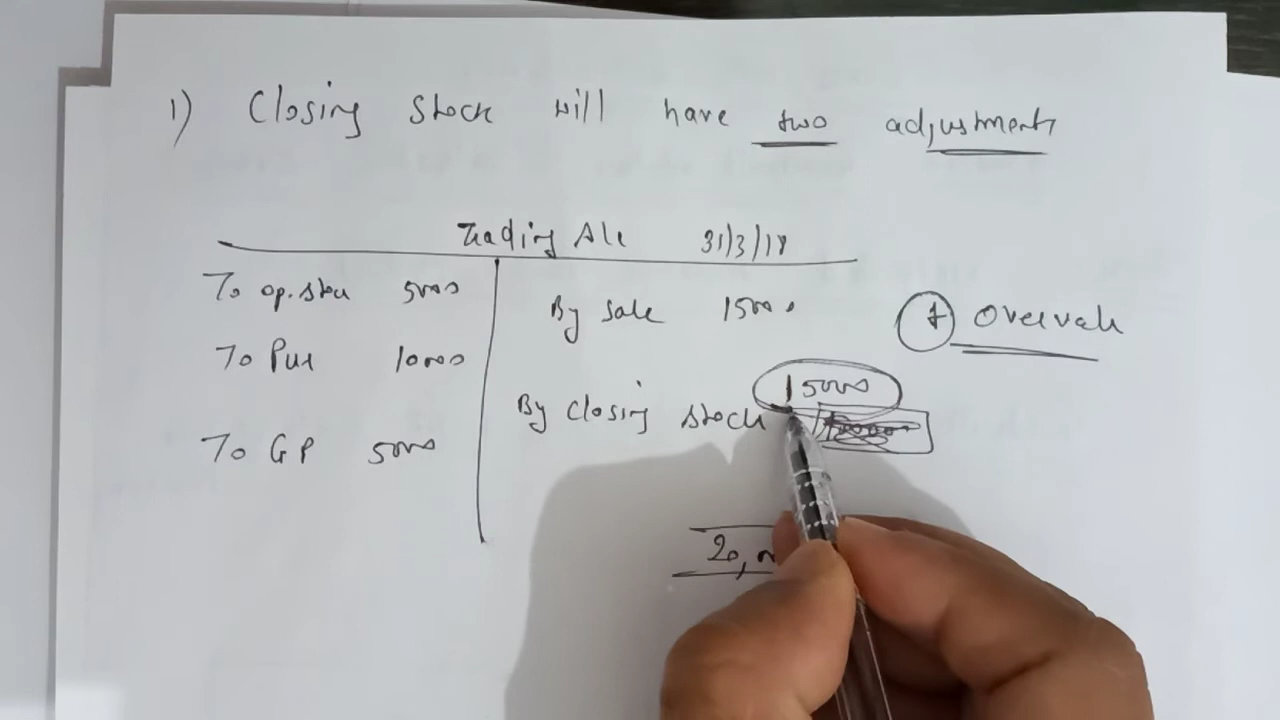 1) Closing Stock will have two adjustments
Trading A/c 31/3/18
To op.stock 5000
By Sale 15000
To Pur 10000
+ Overvalu
15000
By Closing Stock
To GP 5000
20,